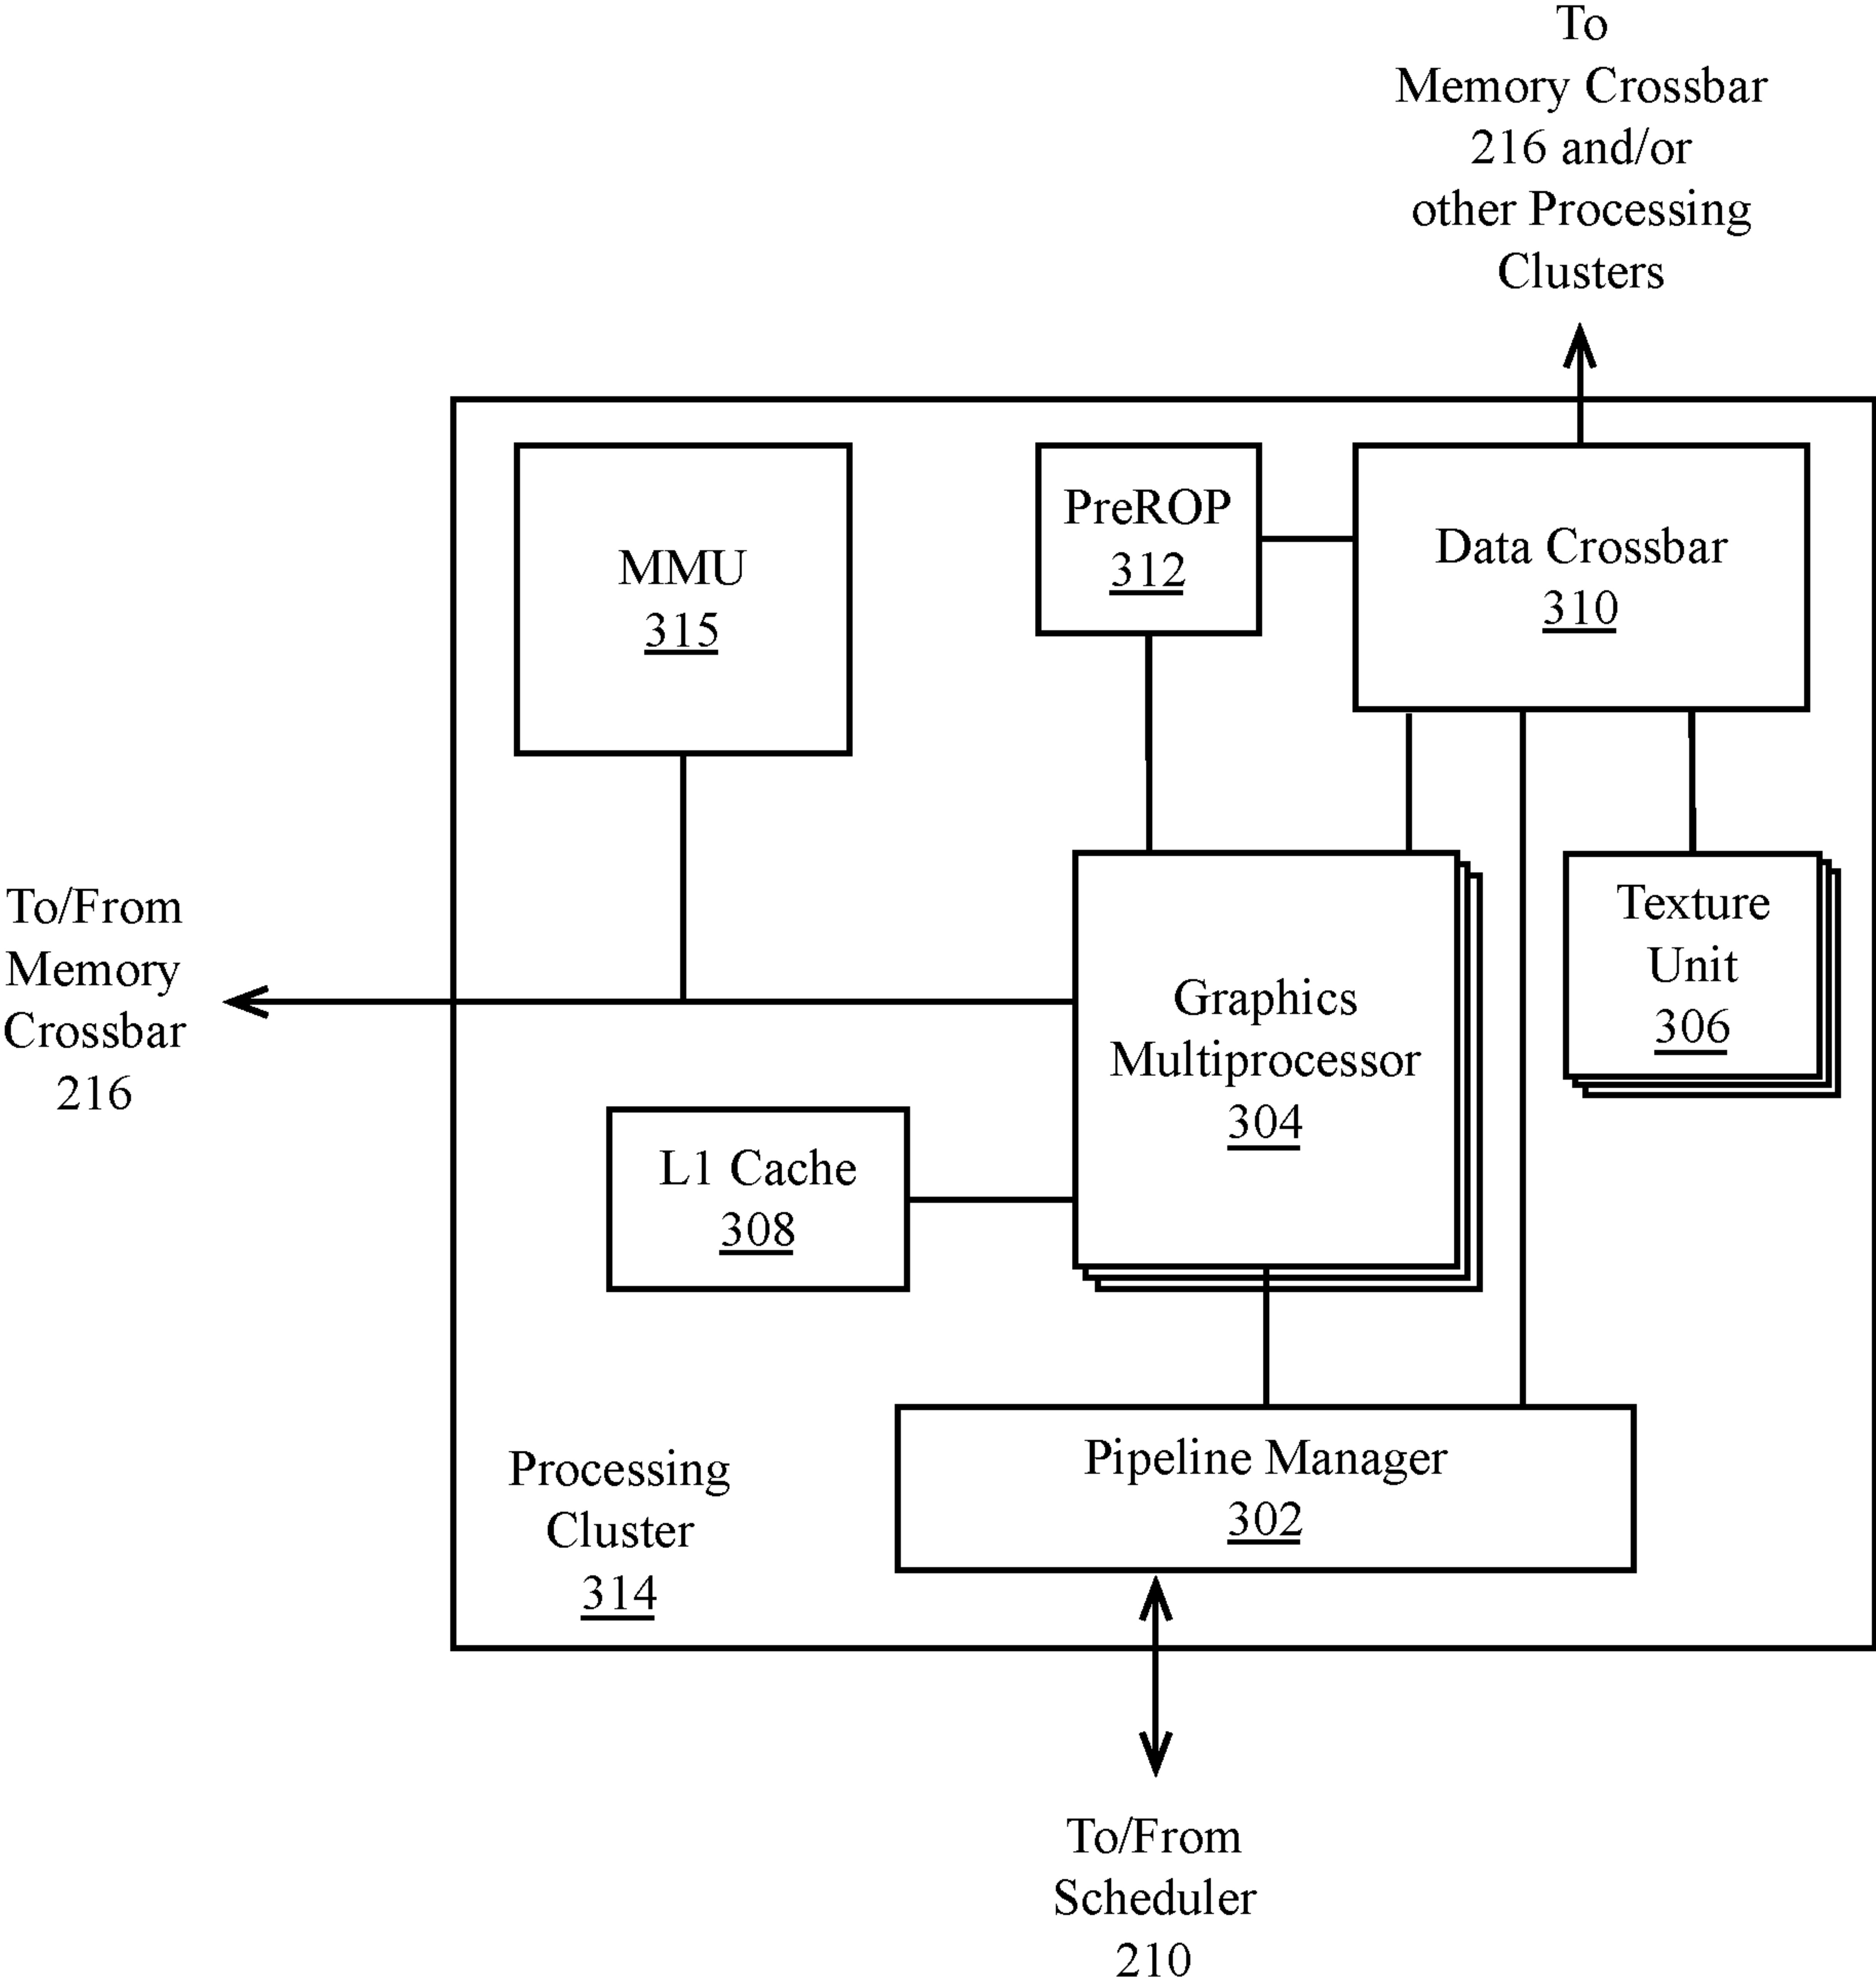 To
Memory Crossbar
216 and/or
other Processing
Clusters
MMU
315
PreROP
312
Data Crossbar
310
To/From
Memory
Crossbar
216
Graphics
Multiprocessor
304
Texture
Unit
306
L1 Cache
308
Processing
Cluster
314
Pipeline Manager
302
To/From
Scheduler
210